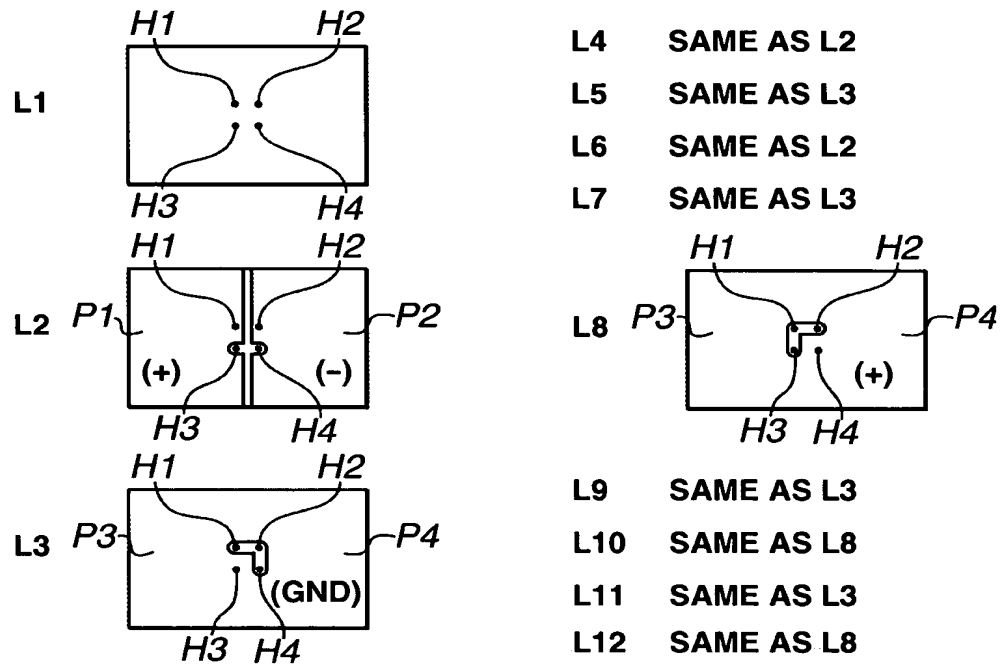 H1 H2
L1
H3 H4
H1 H2
L2 P1 P2
(+) (−)
H3 H4
H1 H2
L3 P3 P4
(GND)
H3 H4
L4 SAME AS L2
L5 SAME AS L3
L6 SAME AS L2
L7 SAME AS L3
H1 H2
L8 P3 P4
(+)
H3 H4
L9 SAME AS L3
L10 SAME AS L8
L11 SAME AS L3
L12 SAME AS L8